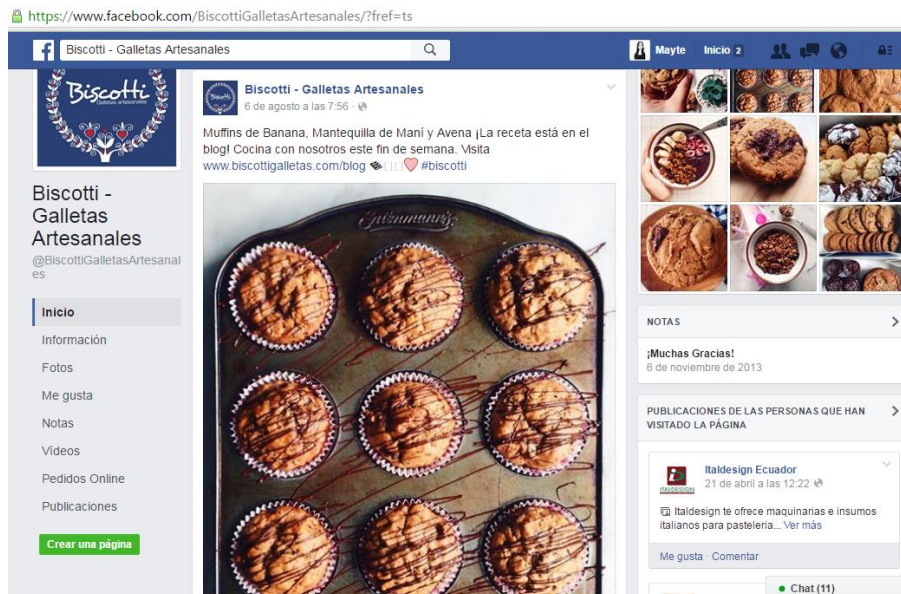 https://www.facebook.com/BiscottiGalletasArtesanales/?fref=ts
Biscotti - Galletas Artesanales
Mayte
Inicio 2
Biscotti
Galletas artesanales
Biscotti -
Galletas
Artesanales
@BiscottiGalletasArtesanal
es
Inicio
Información
Fotos
Me gusta
Notas
Vídeos
Pedidos Online
Publicaciones
Crear una página
Biscotti - Galletas Artesanales
6 de agosto a las 7:56 ·
Muffins de Banana, Mantequilla de Maní y Avena ¡La receta está en el
blog! Cocina con nosotros este fin de semana. Visita
www.biscottigalletas.com/blog #biscotti
Entenmann's
NOTAS
¡Muchas Gracias!
6 de noviembre de 2013
PUBLICACIONES DE LAS PERSONAS QUE HAN
VISITADO LA PÁGINA
ITALDESIGN
Italdesign Ecuador
21 de abril a las 12:22
Italdesign te ofrece maquinarias e insumos
italianos para pasteleria... Ver más
Me gusta · Comentar
Chat (11)